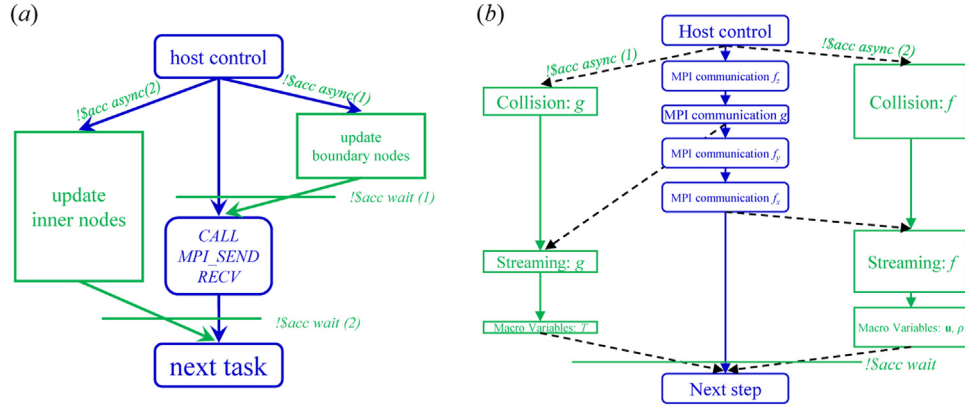 (a)
host control
!$acc async(2)
!$acc async(1)
update
boundary nodes
update
inner nodes
!$acc wait (1)
CALL
MPI_SEND
RECV
!$acc wait (2)
next task
(b)
Host control
!$acc async (1)
!$acc async (2)
MPI communication fz
Collision: g
Collision: f
MPI communication g
MPI communication fy
MPI communication fx
Streaming: g
Streaming: f
Macro Variables: T
Macro Variables: u, ρ
!$acc wait
Next step